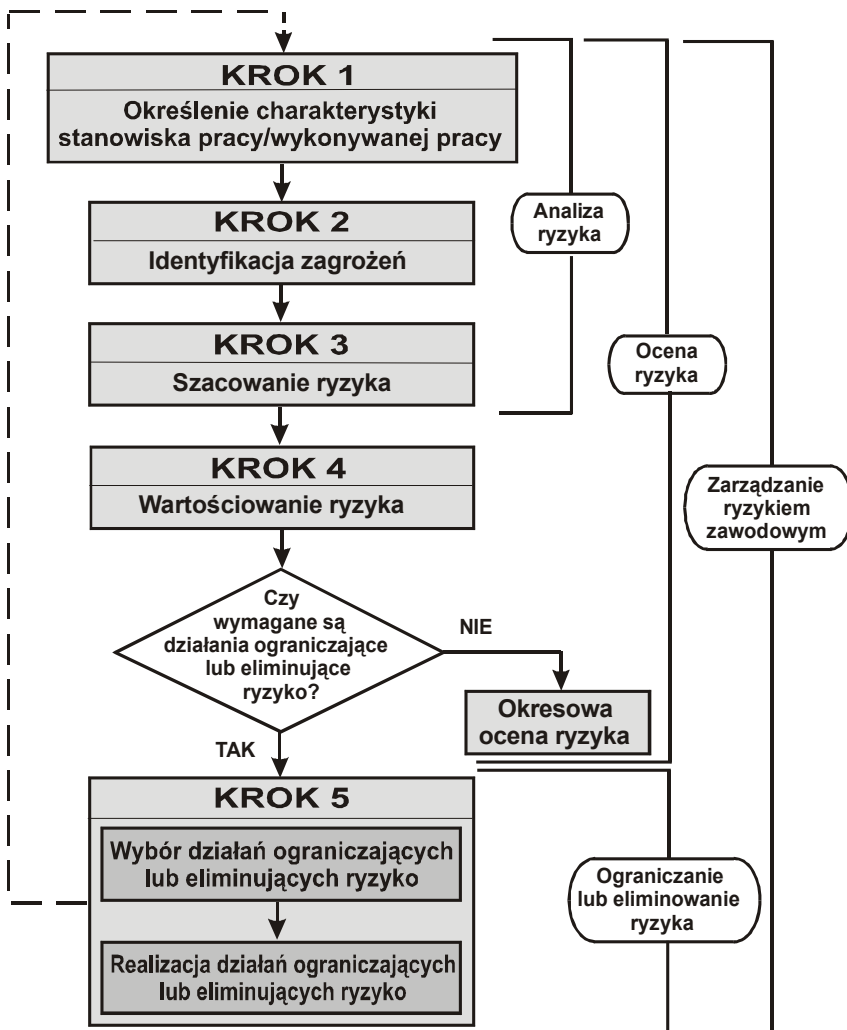 KROK 1
Określenie charakterystyki
stanowiska pracy/wykonywanej pracy
KROK 2
Identyfikacja zagrożeń
KROK 3
Szacowanie ryzyka
KROK 4
Wartościowanie ryzyka
Czy
wymagane są
działania ograniczające
lub eliminujące
ryzyko?
NIE
Okresowa
ocena ryzyka
TAK
KROK 5
Wybór działań ograniczających
lub eliminujących ryzyko
Realizacja działań ograniczających
lub eliminujących ryzyko
Analiza
ryzyka
Ocena
ryzyka
Zarządzanie
ryzykiem
zawodowym
Ograniczanie
lub eliminowanie
ryzyka